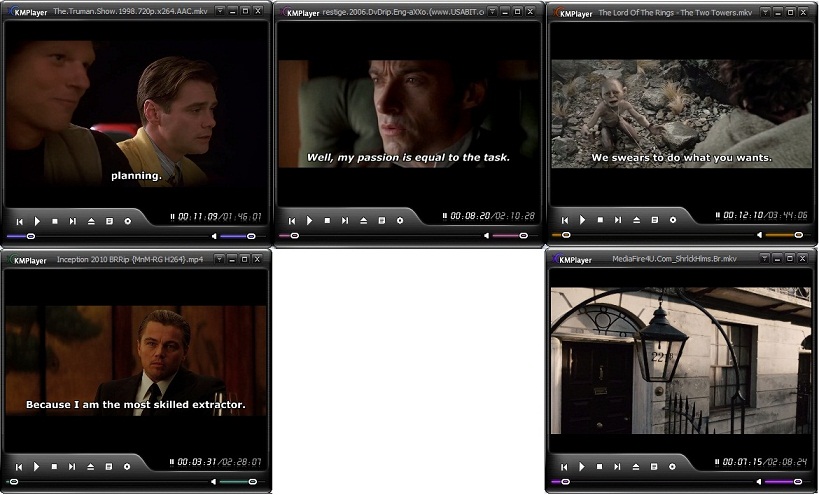 KMPlayer The.Truman.Show.1998.720p.x264.AAC.mkv
planning.
00:11:09/01:46:01
KMPlayer restige.2006.DvDrip.Eng-aXXo.(www.USABIT.co
Well, my passion is equal to the task.
00:08:20/02:10:28
KMPlayer The Lord Of The Rings - The Two Towers.mkv
We swears to do what you wants.
00:12:10/03:44:06
KMPlayer Inception 2010 BRRip {MnM-RG H264}.mp4
Because I am the most skilled extractor.
00:03:31/02:28:07
KMPlayer MediaFire4U.Com_ShrlckHlms.Br.mkv
00:07:15/02:08:24